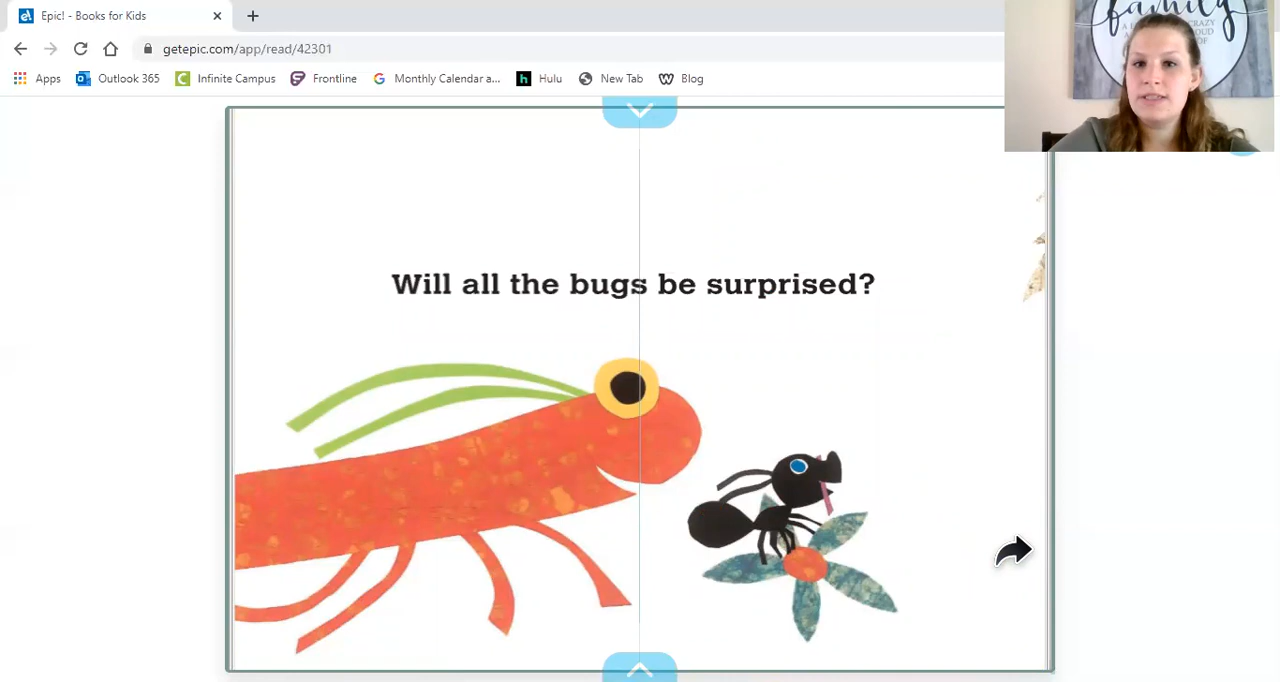 Epic! - Books for Kids
getepic.com/app/read/42301
Apps Outlook 365 Infinite Campus Frontline Monthly Calendar a... Hulu New Tab Blog
family
Will all the bugs be surprised?